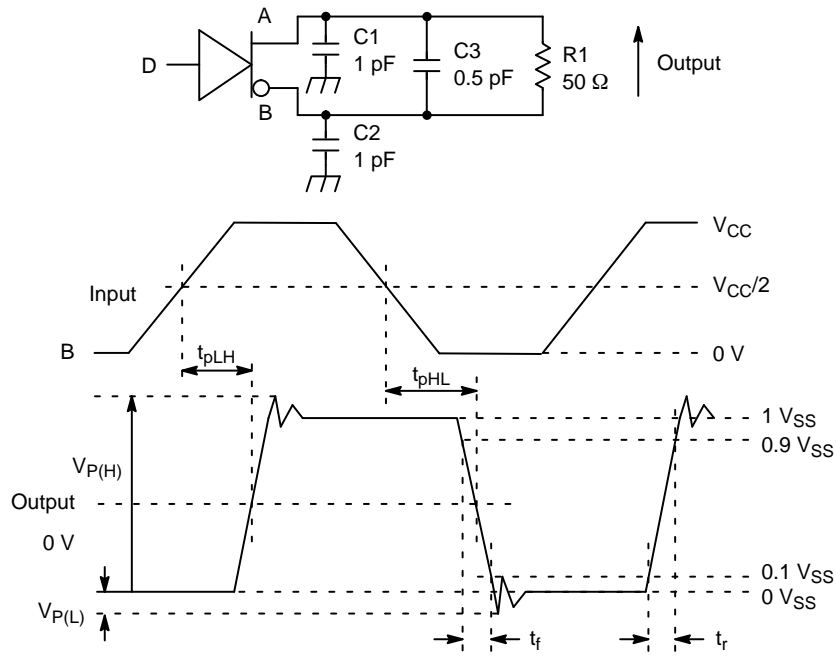 A
C1
1 pF
C3
0.5 pF
R1
50 Ω
Output
D
B
C2
1 pF
VCC
Input
VCC/2
B
0 V
tpLH
tpHL
1 VSS
0.9 VSS
VP(H)
Output
0 V
0.1 VSS
0 VSS
VP(L)
tf
tr